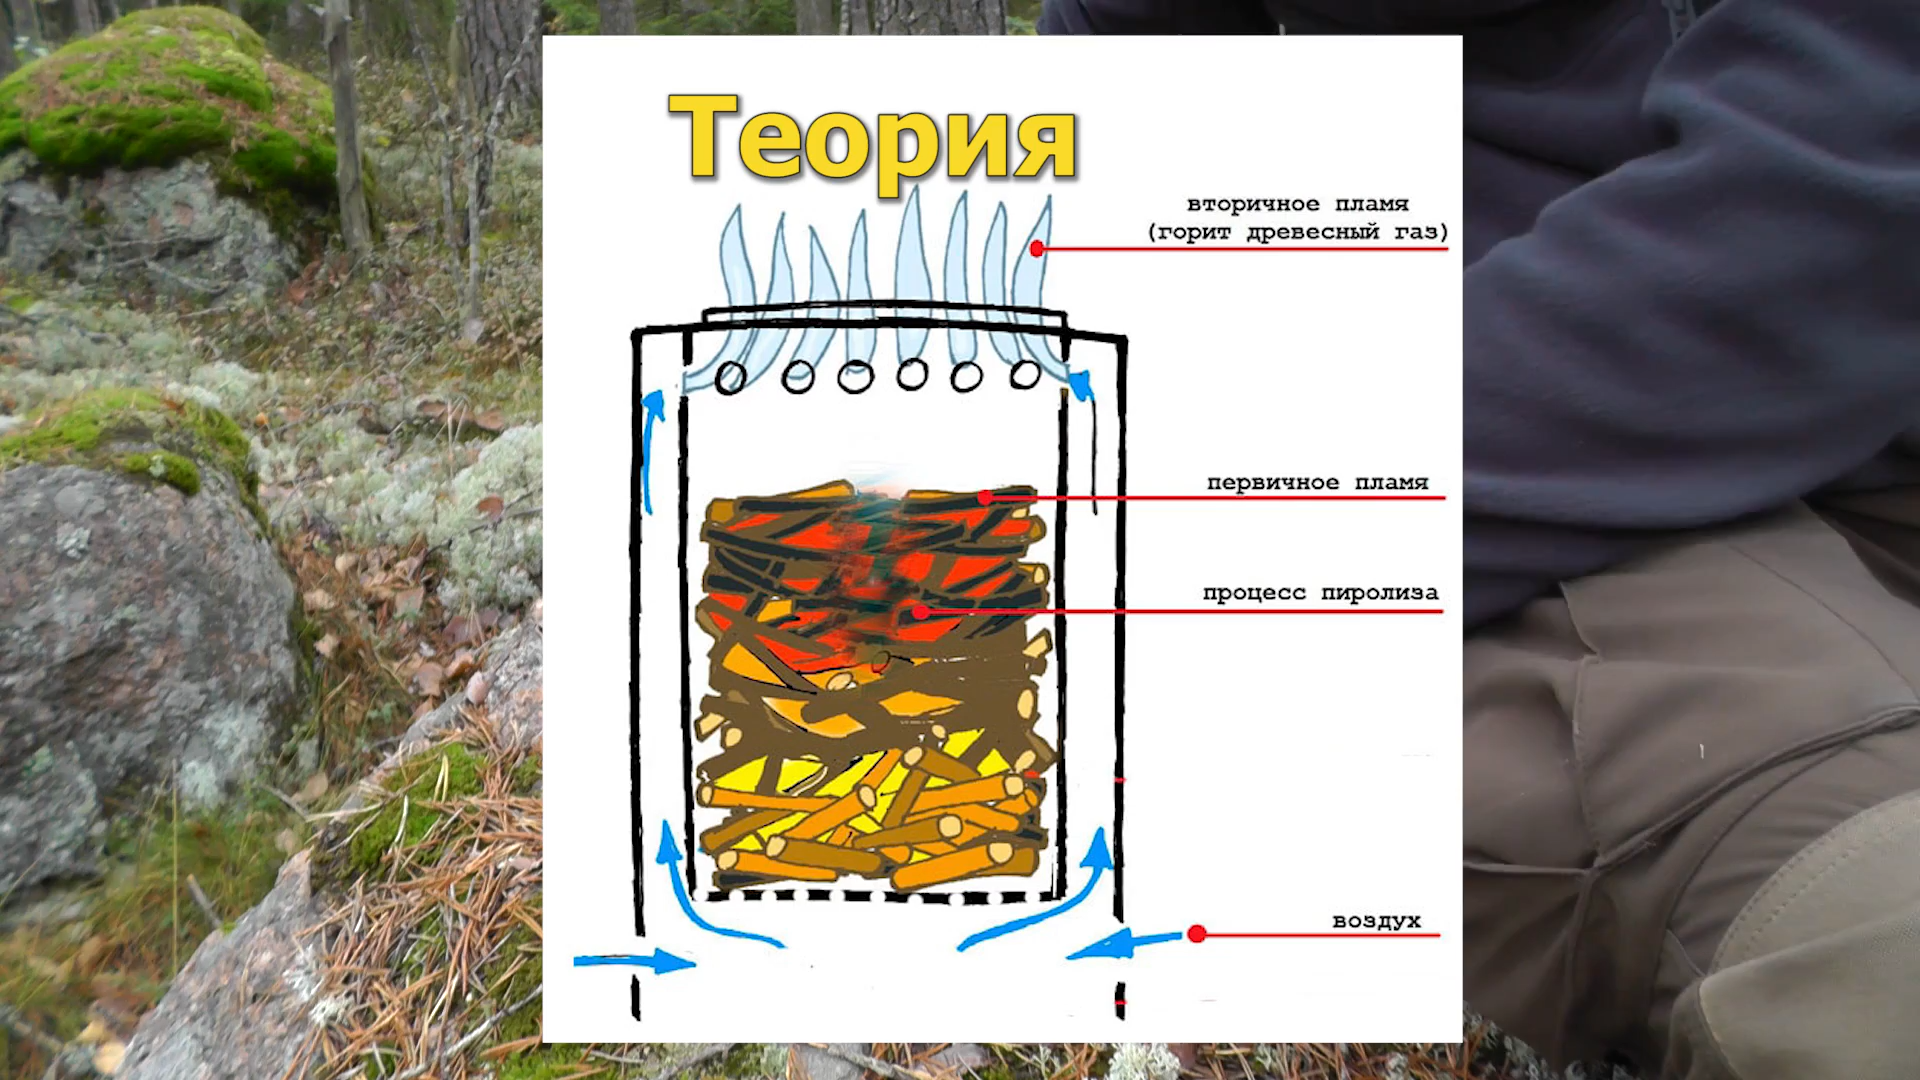 Теория
вторичное пламя
(горит древесный газ)
первичное пламя
процесс пиролиза
воздух